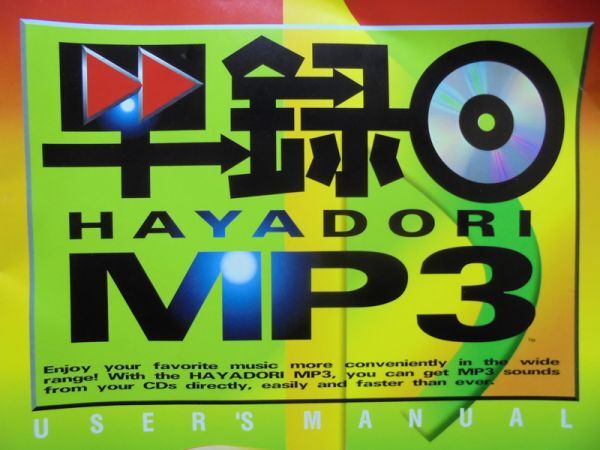 早録
HAYADORI
MP3
TM
Enjoy your favorite music more conveniently in the wide
range! With the HAYADORI MP3, you can get MP3 sounds
from your CDs directly, easily and faster than ever.
USER'S MANUAL